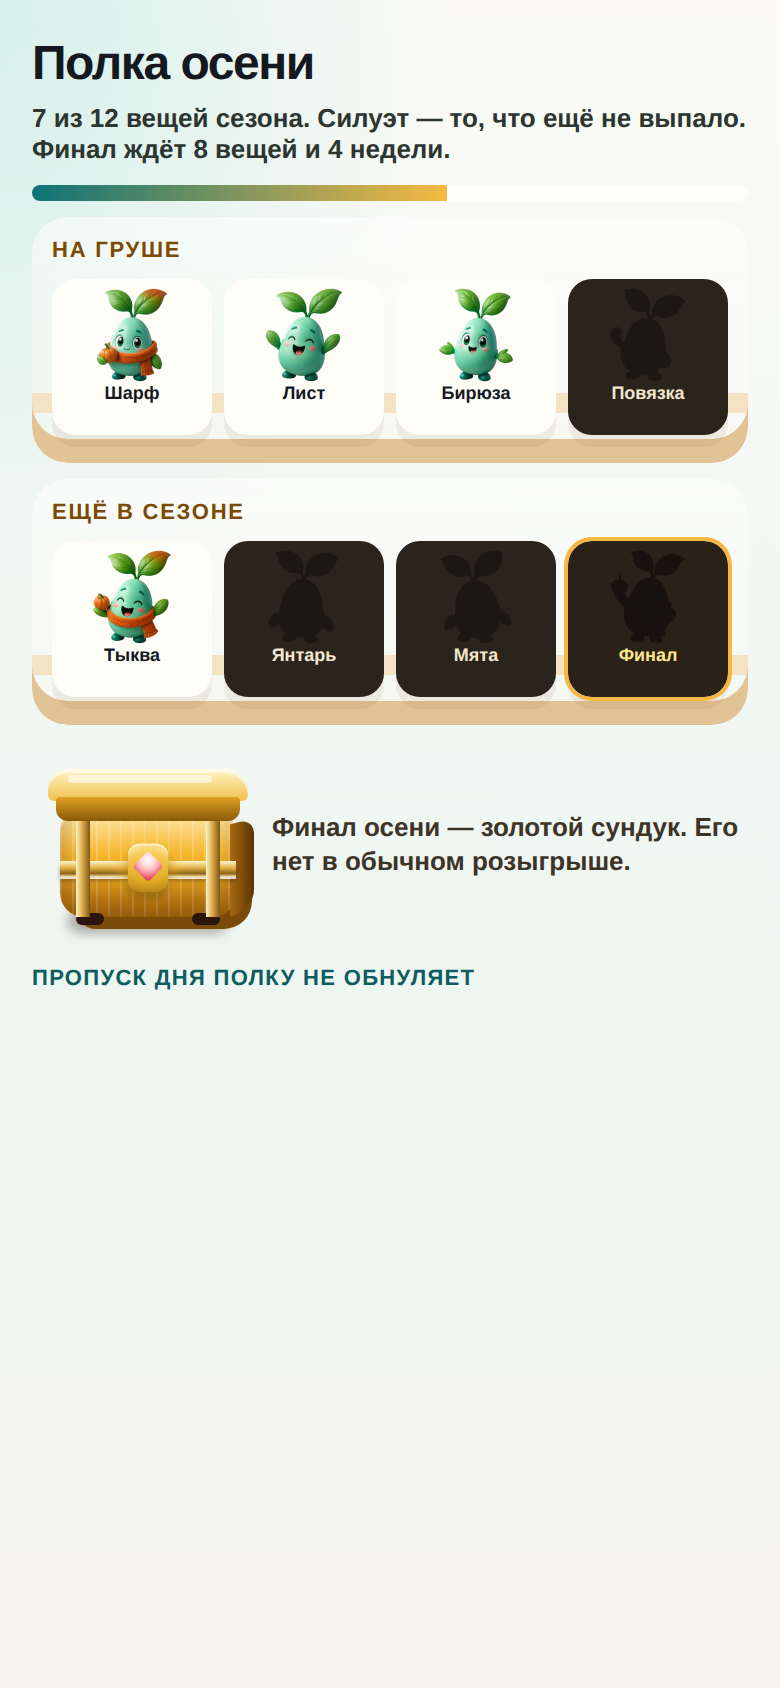 Полка осени
7 из 12 вещей сезона. Силуэт — то, что ещё не выпало.
Финал ждёт 8 вещей и 4 недели.
НА ГРУШЕ
Шарф
Лист
Бирюза
Повязка
ЕЩЁ В СЕЗОНЕ
Тыква
Янтарь
Мята
Финал
Финал осени — золотой сундук. Его
нет в обычном розыгрыше.
ПРОПУСК ДНЯ ПОЛКУ НЕ ОБНУЛЯЕТ